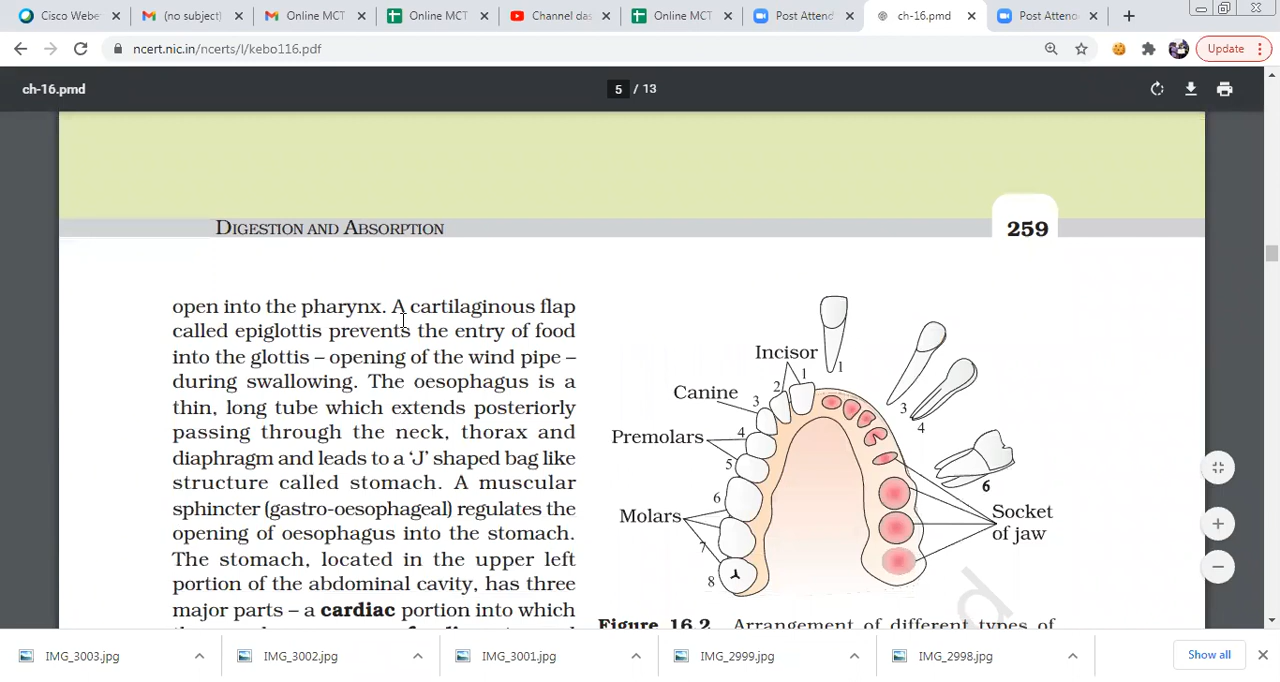 Cisco Webe
(no subject)
Online MCT
Online MCT
Channel das
Online MCT
Post Attend
ch-16.pmd
Post Atteno
ncert.nic.in/ncerts/l/kebo116.pdf
Update
ch-16.pmd
5 / 13
DIGESTION AND ABSORPTION
259
open into the pharynx. A cartilaginous flap
called epiglottis prevents the entry of food
into the glottis – opening of the wind pipe –
during swallowing. The oesophagus is a
thin, long tube which extends posteriorly
passing through the neck, thorax and
diaphragm and leads to a ‘J’ shaped bag like
structure called stomach. A muscular
sphincter (gastro-oesophageal) regulates the
opening of oesophagus into the stomach.
The stomach, located in the upper left
portion of the abdominal cavity, has three
major parts – a cardiac portion into which
Incisor
1
2
1
Canine
3
3
4
4
Premolars
5
6
6
Molars
7
8
Socket
of jaw
d
Figure 16.2 Arrangement of different types of
IMG_3003.jpg
IMG_3002.jpg
IMG_3001.jpg
IMG_2999.jpg
IMG_2998.jpg
Show all